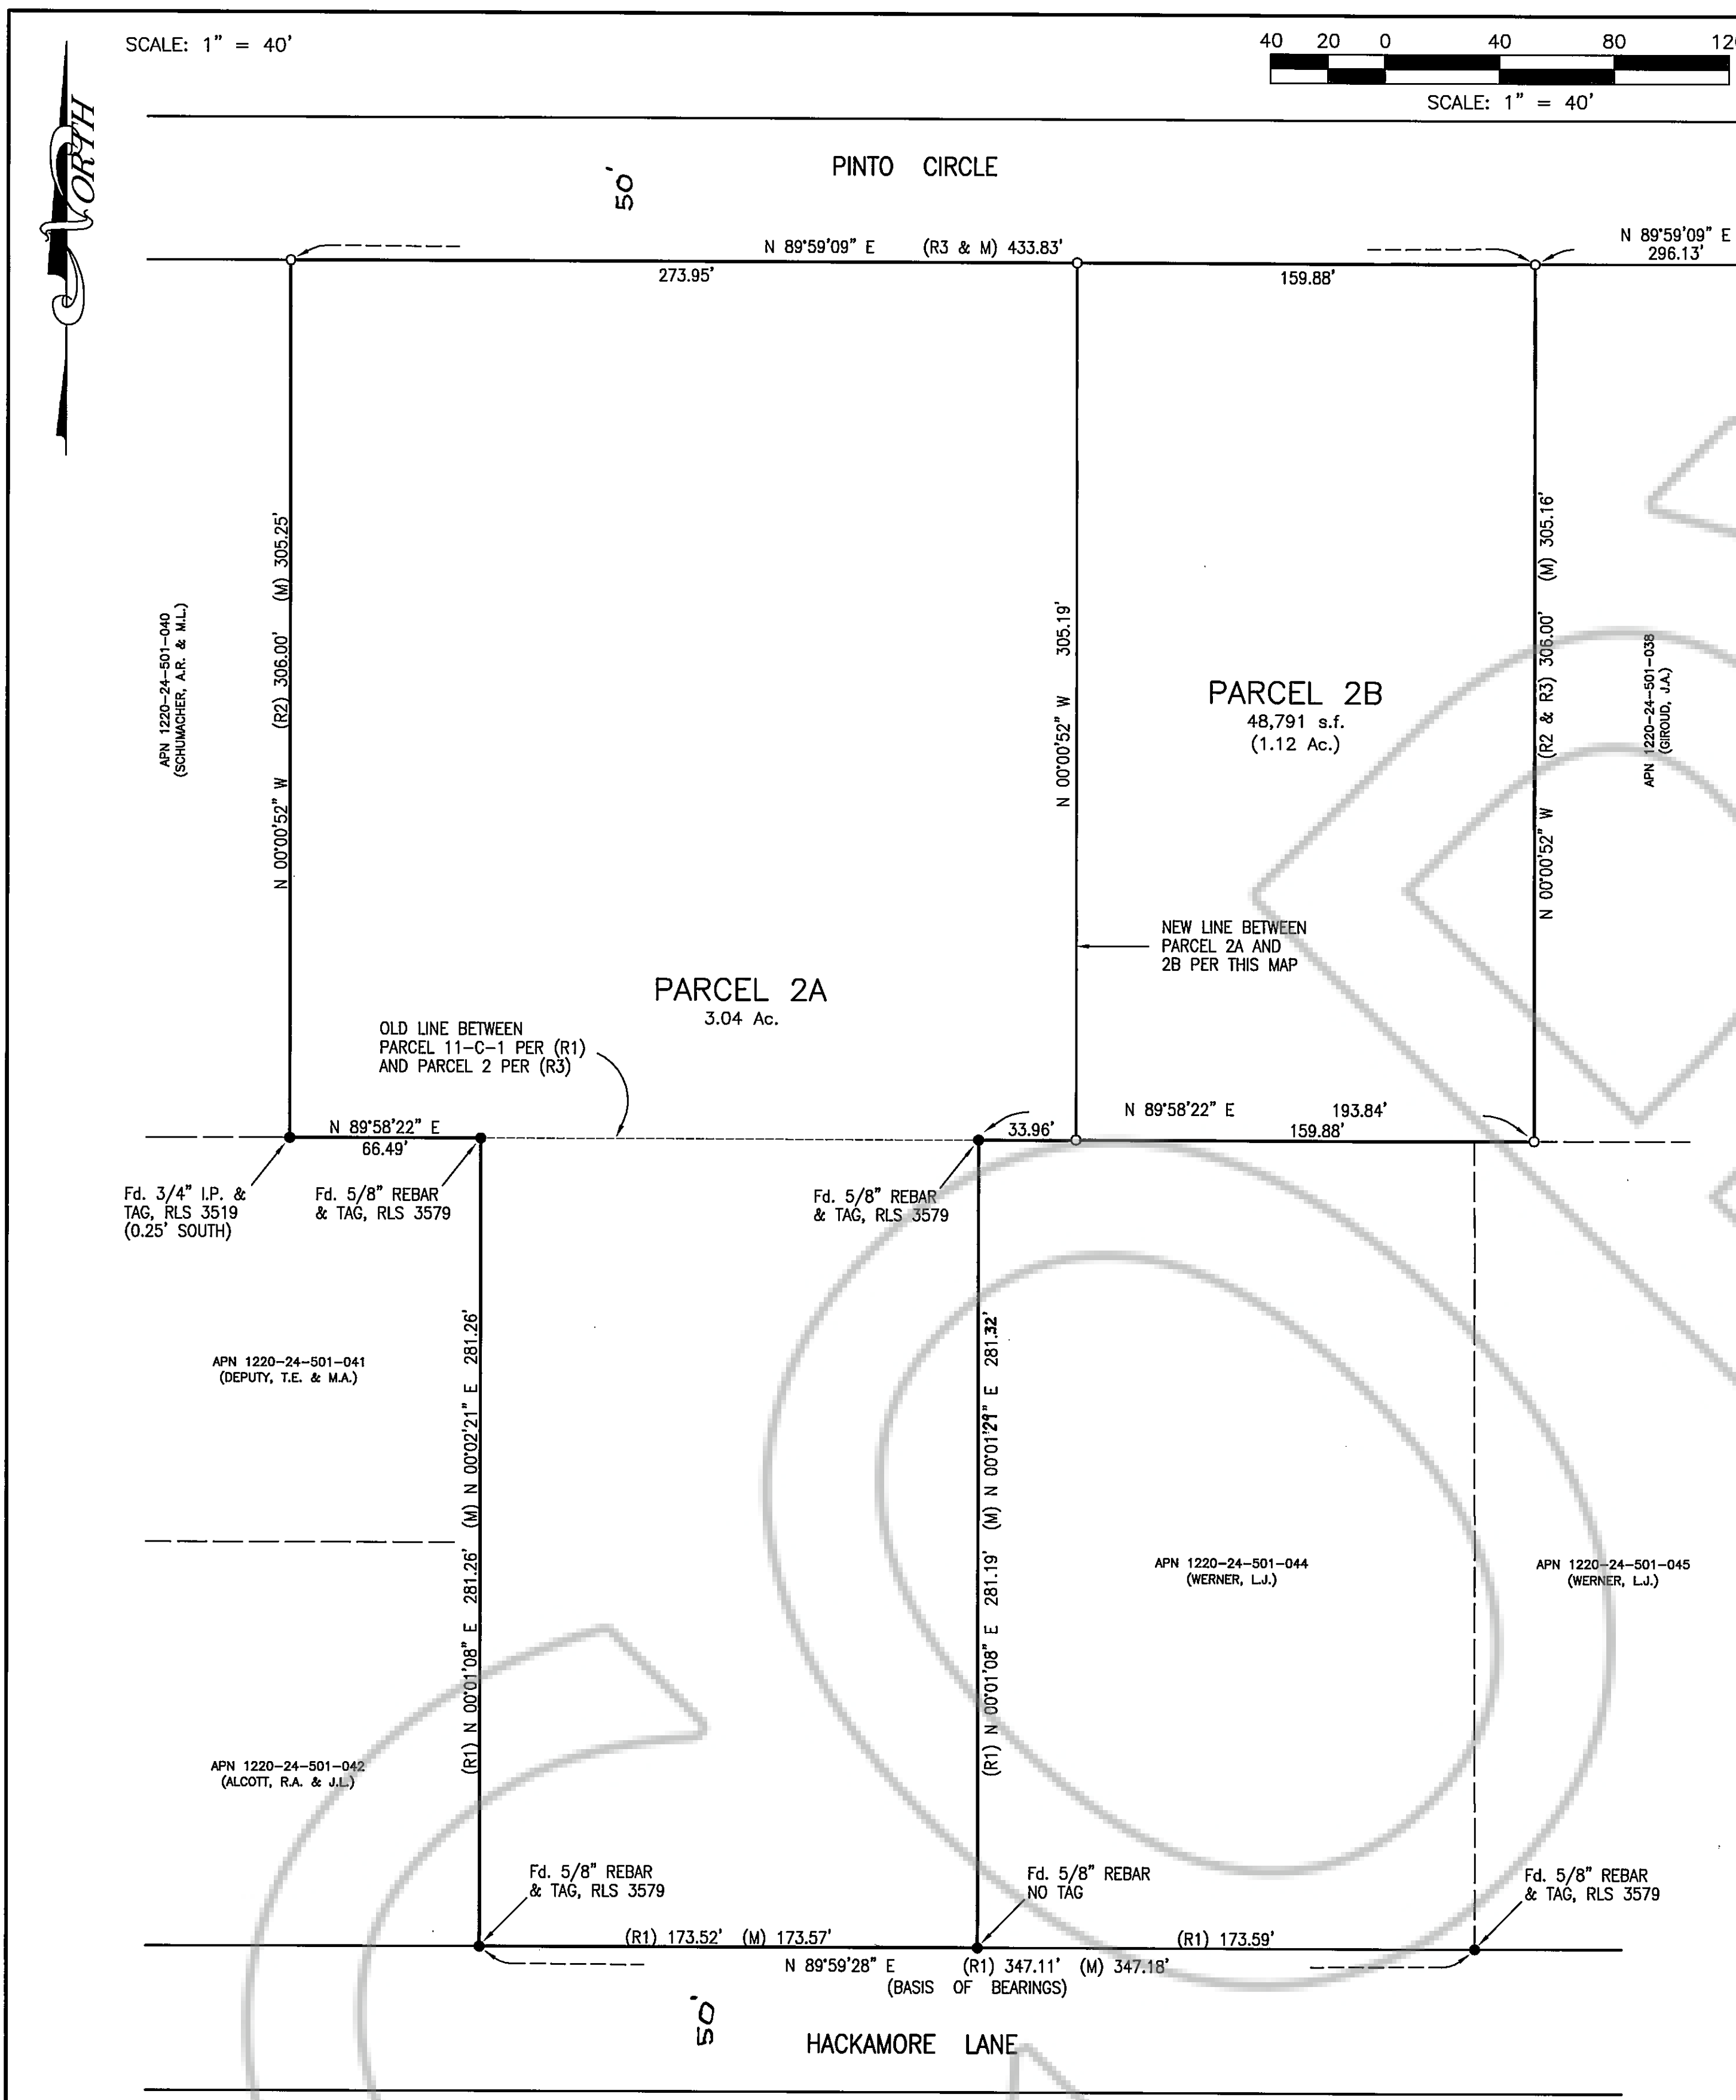 SCALE: 1" = 40'
40 20 0 40 80
SCALE: 1" = 40'
NORTH
PINTO CIRCLE
50'
N 89°59'09" E (R3 & M) 433.83'
N 89°59'09" E
296.13'
273.95'
159.88'
APN 1220-24-501-040
(SCHUMACHER, A.R. & M.L.)
N 00°00'52" W (R2) 306.00' (M) 305.25'
N 00°00'52" W 305.19'
PARCEL 2B
48,791 s.f.
(1.12 Ac.)
N 00°00'52" W (R2 & R3) 306.00' (M) 305.16'
APN 1220-24-501-038
(GIROUD, J.A.)
NEW LINE BETWEEN
PARCEL 2A AND
2B PER THIS MAP
PARCEL 2A
3.04 Ac.
OLD LINE BETWEEN
PARCEL 11-C-1 PER (R1)
AND PARCEL 2 PER (R3)
N 89°58'22" E
66.49'
N 89°58'22" E 193.84'
33.96'
159.88'
Fd. 3/4" I.P. &
TAG, RLS 3519
(0.25' SOUTH)
Fd. 5/8" REBAR
& TAG, RLS 3579
Fd. 5/8" REBAR
& TAG, RLS 3579
APN 1220-24-501-041
(DEPUTY, T.E. & M.A.)
(R1) N 00°01'08" E 281.26' (M) N 00°02'21" E 281.26'
(R1) N 00°01'08" E 281.19' (M) N 00°01'29" E 281.32'
APN 1220-24-501-044
(WERNER, L.J.)
APN 1220-24-501-045
(WERNER, L.J.)
APN 1220-24-501-042
(ALCOTT, R.A. & J.L.)
Fd. 5/8" REBAR
& TAG, RLS 3579
Fd. 5/8" REBAR
NO TAG
Fd. 5/8" REBAR
& TAG, RLS 3579
(R1) 173.52' (M) 173.57'
(R1) 173.59'
N 89°59'28" E (R1) 347.11' (M) 347.18'
(BASIS OF BEARINGS)
50'
HACKAMORE LANE